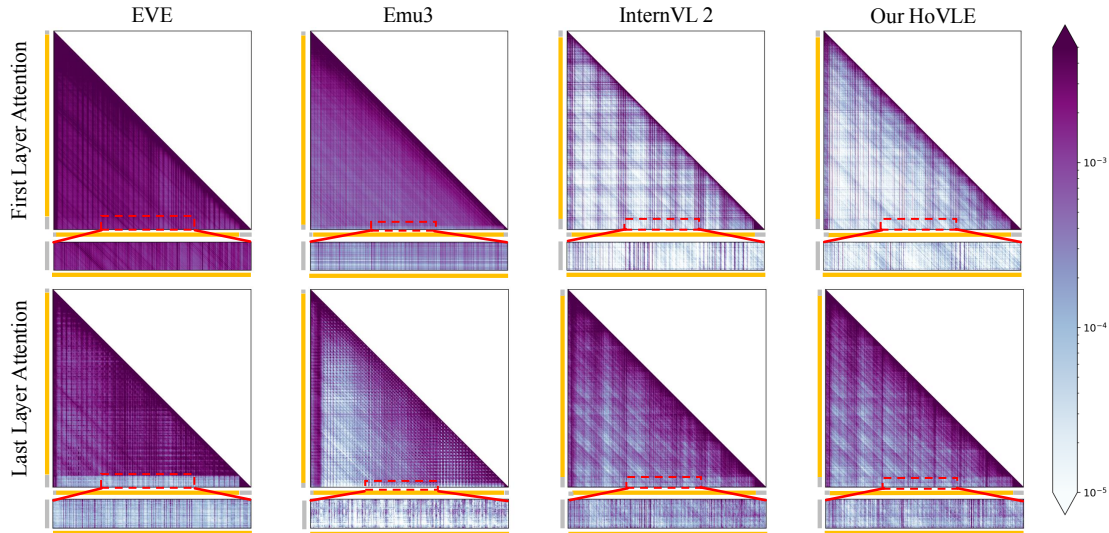 EVE Emu3 InternVL 2 Our HoVLE
First Layer Attention
Last Layer Attention
10⁻³
10⁻⁴
10⁻⁵